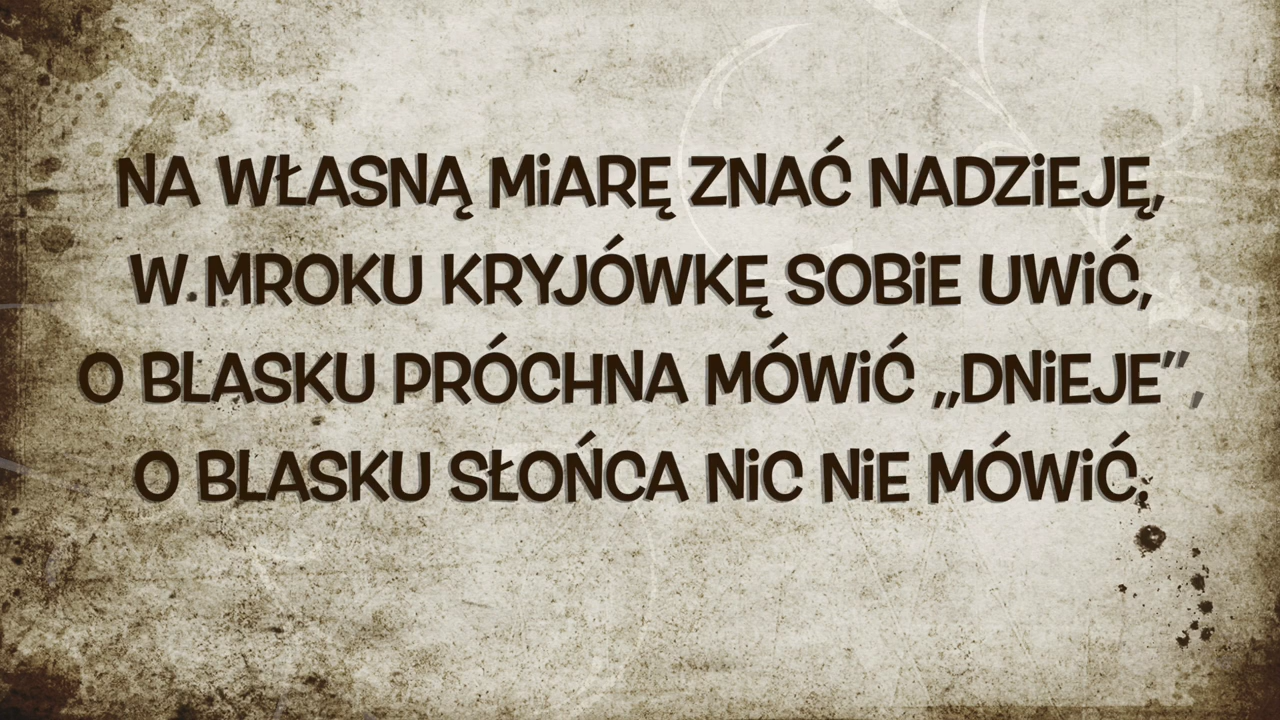 NA WŁASNĄ MiARĘ ZNAĆ NADZiEJĘ,
W MROKU KRYJÓWKĘ SOBiE UWiĆ,
O BLASKU PRÓCHNA MÓWiĆ „DNiEJE”,
O BLASKU SŁOŃCA NiC NiE MÓWiĆ.